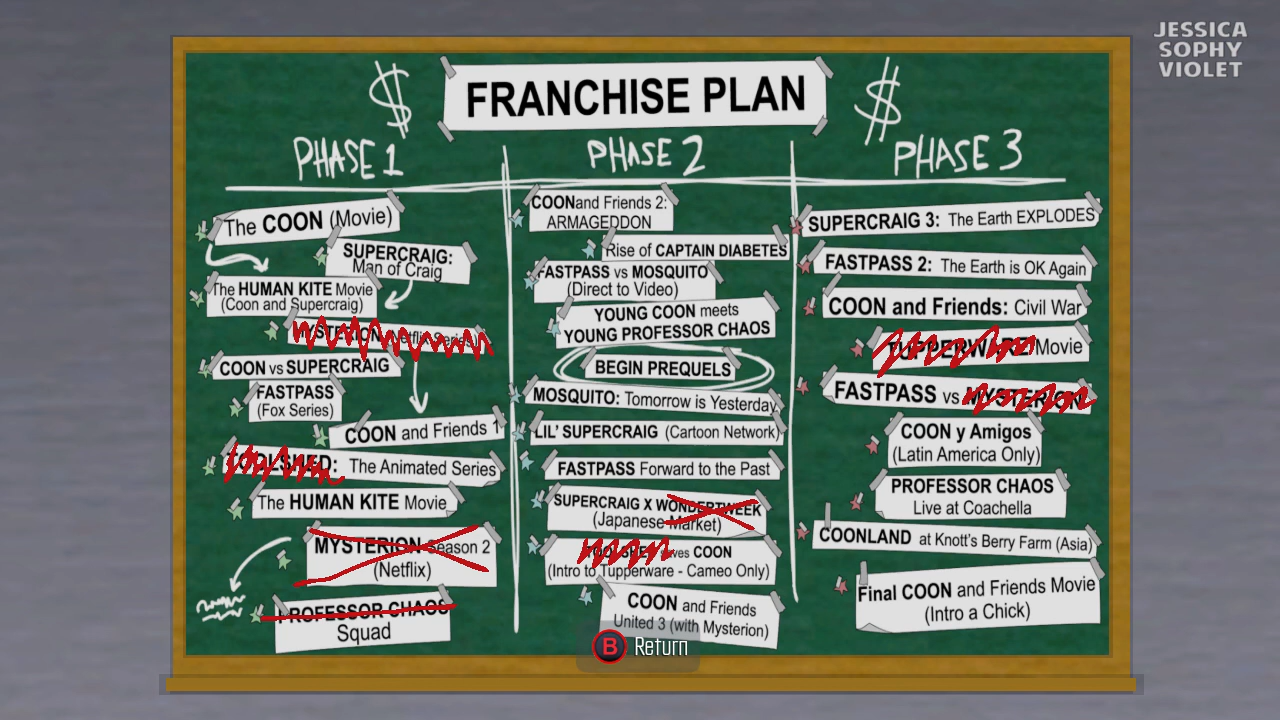 JESSICA
SOPHY
VIOLET
$ FRANCHISE PLAN $
PHASE 1
The COON (Movie)
SUPERCRAIG:
Man of Craig
The HUMAN KITE Movie
(Coon and Supercraig)
MYSTERION (Netflix Series)
COON vs SUPERCRAIG
FASTPASS
(Fox Series)
COON and Friends 1
TOOLSHED: The Animated Series
The HUMAN KITE Movie
MYSTERION Season 2
(Netflix)
PROFESSOR CHAOS
Squad
PHASE 2
COONand Friends 2:
ARMAGEDDON
Rise of CAPTAIN DIABETES
FASTPASS vs MOSQUITO
(Direct to Video)
YOUNG COON meets
YOUNG PROFESSOR CHAOS
BEGIN PREQUELS
MOSQUITO: Tomorrow is Yesterday
LIL' SUPERCRAIG (Cartoon Network)
FASTPASS Forward to the Past
SUPERCRAIG X WONDERTWEEK
(Japanese Market)
COON
(Intro to Tupperware - Cameo Only)
COON and Friends
United 3 (with Mysterion)
PHASE 3
SUPERCRAIG 3: The Earth EXPLODES
FASTPASS 2: The Earth is OK Again
COON and Friends: Civil War
TUPPERWARE Movie
FASTPASS vs MYSTERION
COON y Amigos
(Latin America Only)
PROFESSOR CHAOS
Live at Coachella
COONLAND at Knott's Berry Farm (Asia)
Final COON and Friends Movie
(Intro a Chick)
B Return